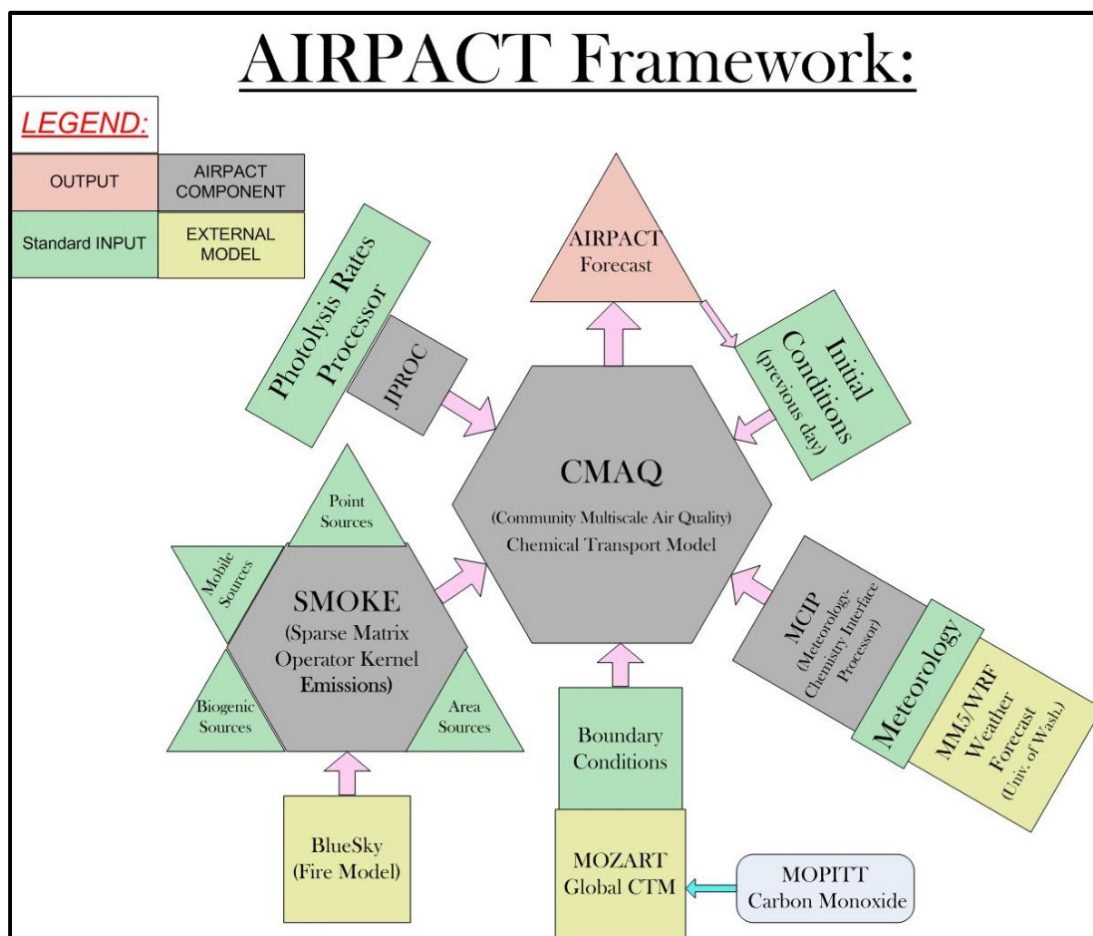 AIRPACT Framework:
LEGEND:
OUTPUT
AIRPACT
COMPONENT
Standard INPUT
EXTERNAL
MODEL
AIRPACT
Forecast
Photolysis Rates
Processor
JPROC
Initial
Conditions
(previous day)
CMAQ
(Community Multiscale Air Quality)
Chemical Transport Model
Point
Sources
Mobile
Sources
SMOKE
(Sparse Matrix
Operator Kernel
Emissions)
Biogenic
Sources
Area
Sources
MCIP
(Meteorology-
Chemistry Interface
Processor)
Meteorology
MM5/WRF
Weather
Forecast
(Univ. of Wash.)
Boundary
Conditions
BlueSky
(Fire Model)
MOZART
Global CTM
MOPITT
Carbon Monoxide